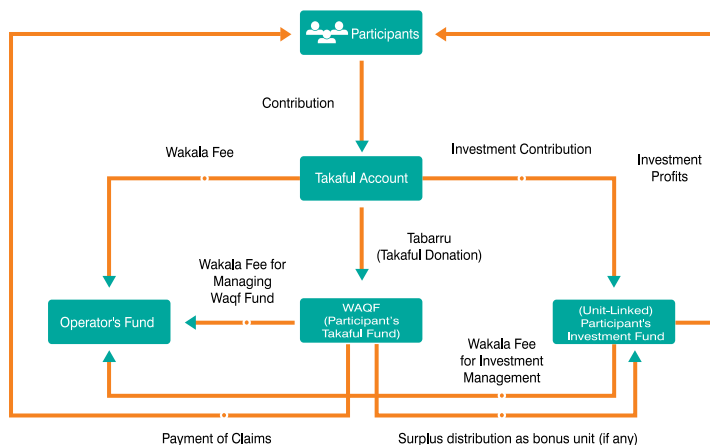 Participants
Contribution
Wakala Fee
Investment Contribution
Investment
Profits
Takaful Account
Tabarru
(Takaful Donation)
Wakala Fee for
Managing
Waqf Fund
Operator's Fund
WAQF
(Participant's
Takaful Fund)
(Unit-Linked)
Participant's
Investment Fund
Wakala Fee
for Investment
Management
Payment of Claims
Surplus distribution as bonus unit (if any)